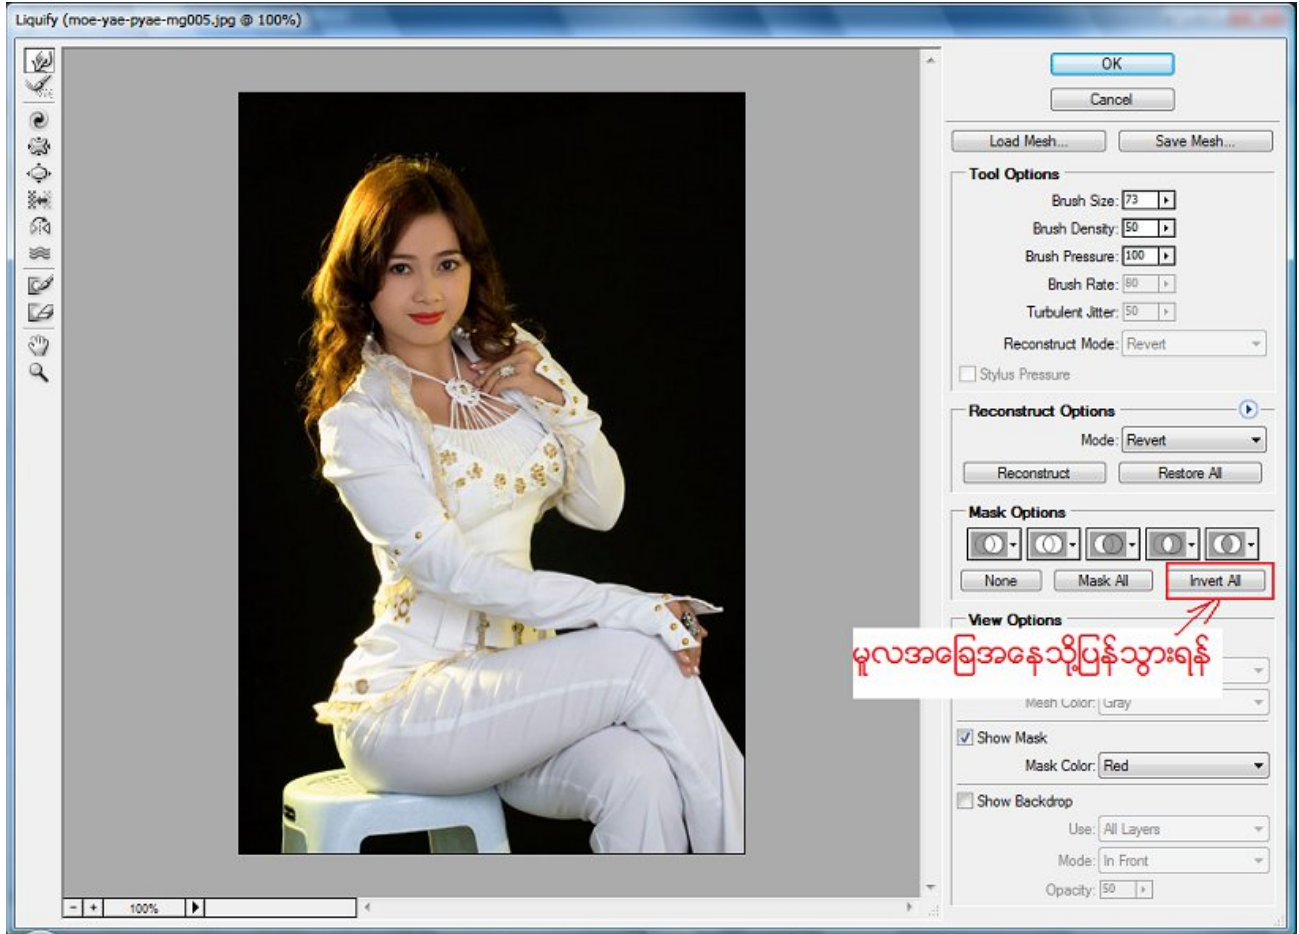 Liquify (moe-yae-pyae-mg005.jpg @ 100%)
OK
Cancel
Load Mesh... Save Mesh...
Tool Options
Brush Size: 73
Brush Density: 50
Brush Pressure: 100
Brush Rate: 80
Turbulent Jitter: 50
Reconstruct Mode: Revert
Stylus Pressure
Reconstruct Options
Mode: Revert
Reconstruct Restore All
Mask Options
None Mask All Invert All
View Options
မူလအခြေအနေသို့ပြန်သွားရန်
Mesh Color: Gray
Show Mask
Mask Color: Red
Show Backdrop
Use: All Layers
Mode: In Front
Opacity: 50
- + 100%